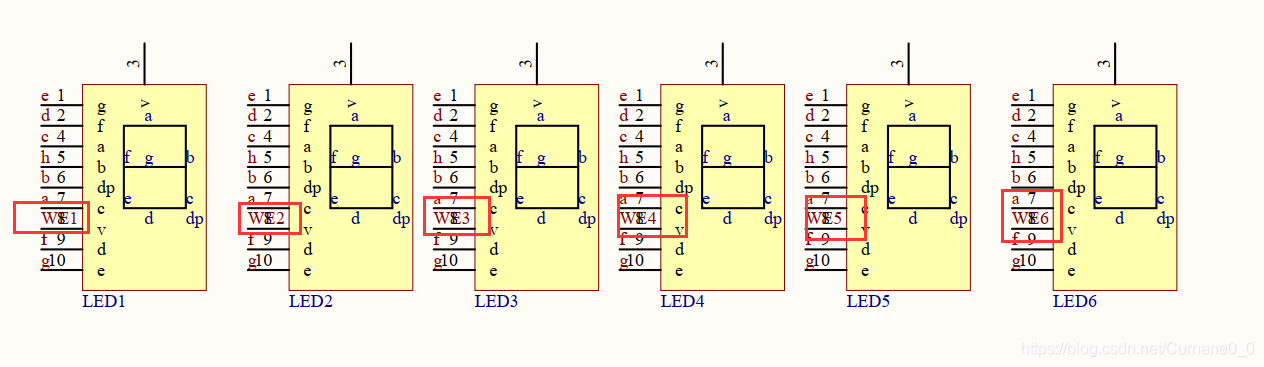 3
e 1
g v
d 2 a
f
c 4
a
h 5 f g b
b
b 6
dp
a 7 e c
c
WE1 8 d dp
v
f 9
d
g 10
e
LED1
3
e 1
g v
d 2 a
f
c 4
a
h 5 f g b
b
b 6
dp
a 7 e c
c
WE2 8 d dp
v
f 9
d
g 10
e
LED2
3
e 1
g v
d 2 a
f
c 4
a
h 5 f g b
b
b 6
dp
a 7 e c
c
WE3 8 d dp
v
f 9
d
g 10
e
LED3
3
e 1
g v
d 2 a
f
c 4
a
h 5 f g b
b
b 6
dp
a 7 e c
c
WE4 8 d dp
v
f 9
d
g 10
e
LED4
3
e 1
g v
d 2 a
f
c 4
a
h 5 f g b
b
b 6
dp
a 7 e c
c
WE5 8 d dp
v
f 9
d
g 10
e
LED5
3
e 1
g v
d 2 a
f
c 4
a
h 5 f g b
b
b 6
dp
a 7 e c
c
WE6 8 d dp
v
f 9
d
g 10
e
LED6
https://blog.csdn.net/Curnane0_0